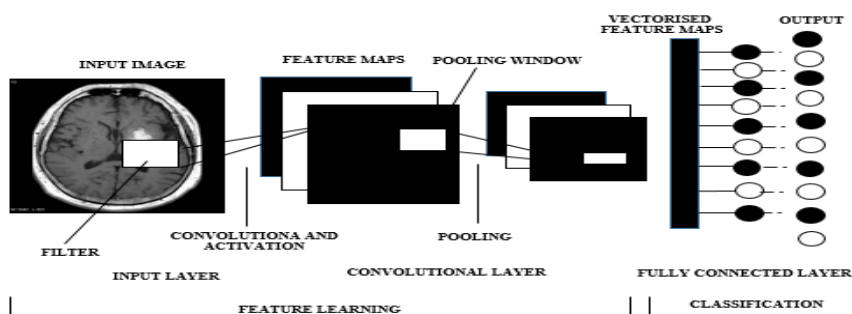 VECTORISED
FEATURE MAPS
OUTPUT
INPUT IMAGE
FEATURE MAPS
POOLING WINDOW
FILTER
CONVOLUTIONA AND
ACTIVATION
POOLING
INPUT LAYER
CONVOLUTIONAL LAYER
FULLY CONNECTED LAYER
FEATURE LEARNING
CLASSIFICATION